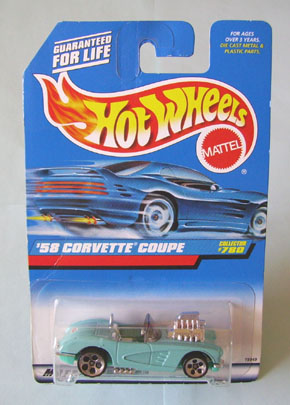 GUARANTEED
FOR LIFE
FOR AGES
OVER 3 YEARS.
DIE CAST METAL &
PLASTIC PARTS.
HOT WHEELS
®
MATTEL
'58 CORVETTE® COUPE
COLLECTOR
#780